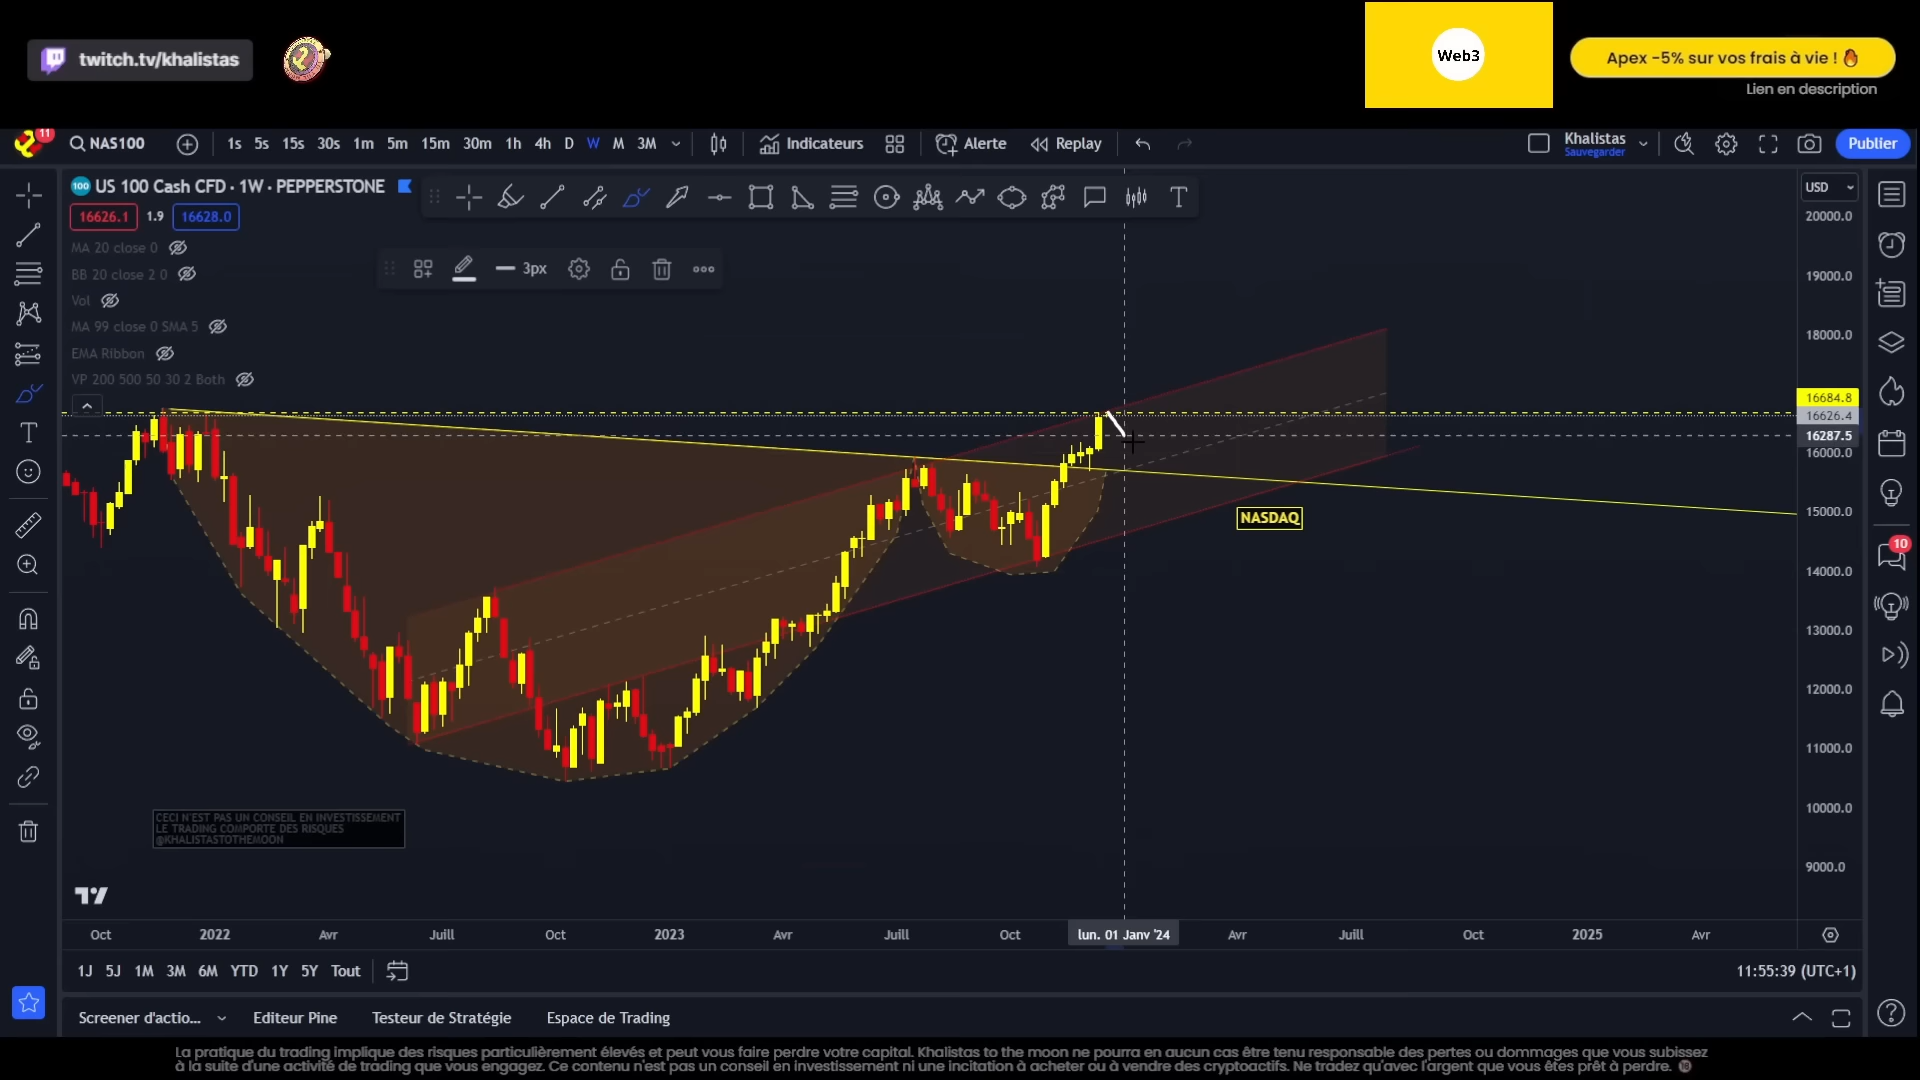 twitch.tv/khalistas
Web3
Apex -5% sur vos frais à vie !
Lien en description
11
NAS100
1s 5s 15s 30s 1m 5m 15m 30m 1h 4h D W M 3M
Indicateurs
Alerte
Replay
Khalistas
Sauvegarder
Publier
100
US 100 Cash CFD · 1W · PEPPERSTONE
USD
16626.1 1.9 16628.0
MA 20 close 0
BB 20 close 2 0
Vol
MA 99 close 0 SMA 5
EMA Ribbon
VP 200 500 50 30 2 Both
3px
20000.0
19000.0
18000.0
16684.8
16626.4
16287.5
16000.0
15000.0
14000.0
13000.0
12000.0
11000.0
10000.0
9000.0
NASDAQ
10
CECI N'EST PAS UN CONSEIL EN INVESTISSEMENT
LE TRADING COMPORTE DES RISQUES
@KHALISTASTOTHEMOON
Oct 2022 Avr Juill Oct 2023 Avr Juill Oct lun. 01 Janv '24 Avr Juill Oct 2025 Avr
1J 5J 1M 3M 6M YTD 1Y 5Y Tout
11:55:39 (UTC+1)
Screener d'actio... Editeur Pine Testeur de Stratégie Espace de Trading
La pratique du trading implique des risques particulièrement élevés et peut vous faire perdre votre capital. Khalistas to the moon ne pourra en aucun cas être tenu responsable des pertes ou dommages que vous subissez
à la suite d'une activité de trading que vous engagez. Ce contenu n'est pas un conseil en investissement ni une incitation à acheter ou à vendre des cryptoactifs. Ne tradez qu'avec l'argent que vous êtes prêt à perdre.